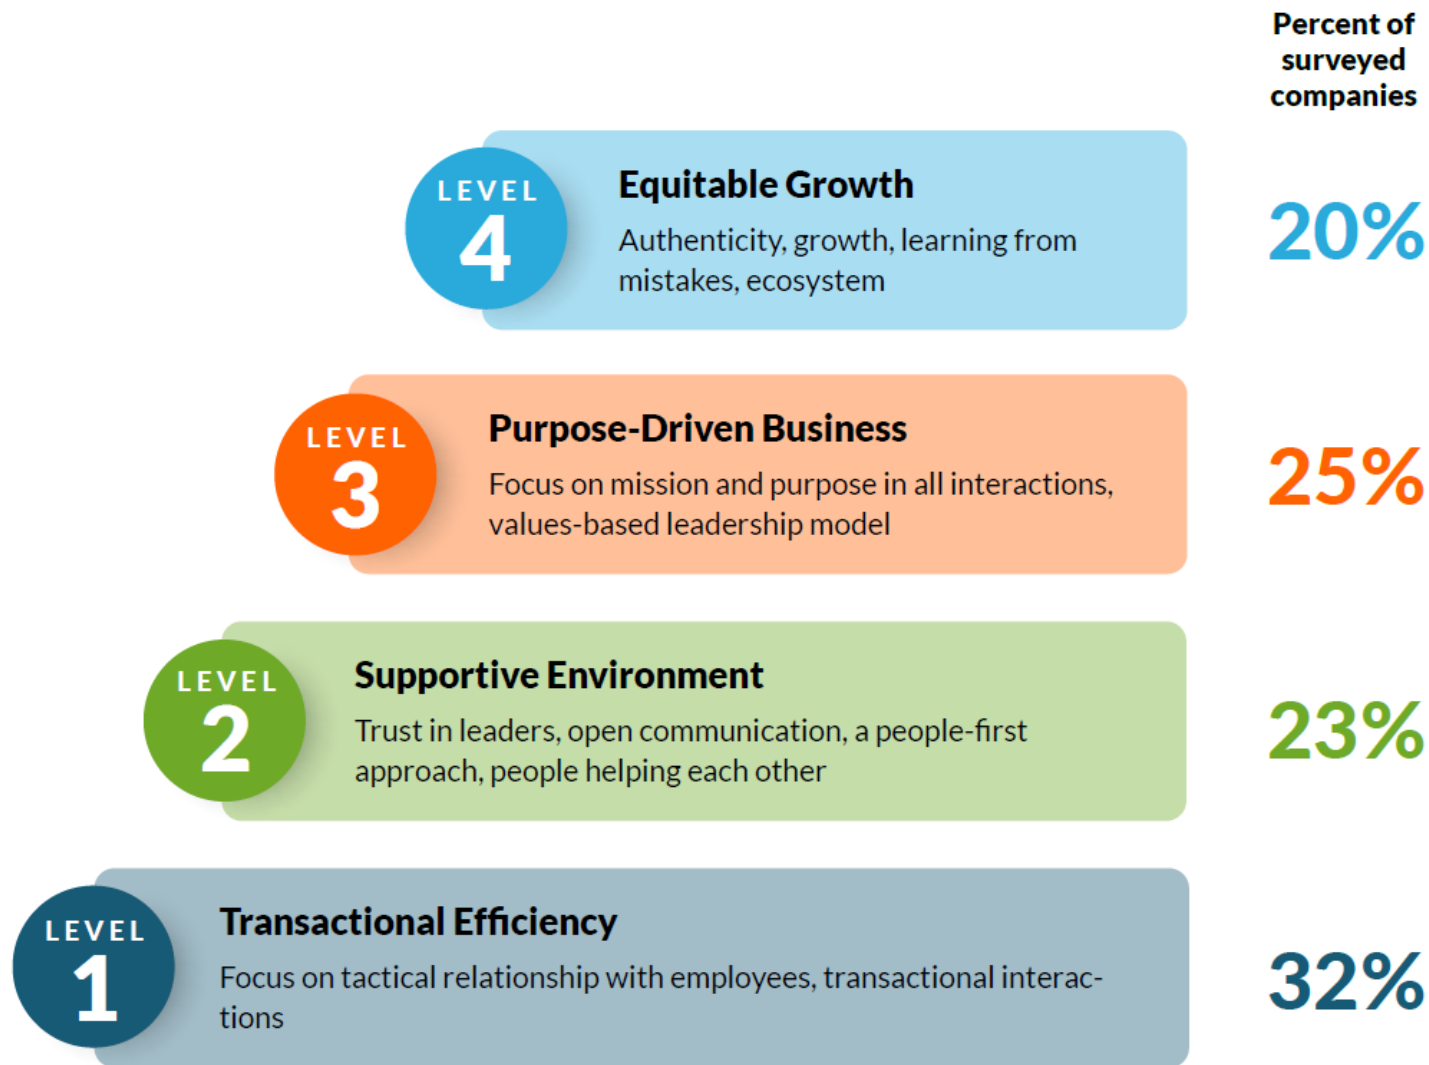 Percent of
surveyed
companies
LEVEL
4
Equitable Growth
Authenticity, growth, learning from
mistakes, ecosystem
20%
LEVEL
3
Purpose-Driven Business
Focus on mission and purpose in all interactions,
values-based leadership model
25%
LEVEL
2
Supportive Environment
Trust in leaders, open communication, a people-first
approach, people helping each other
23%
LEVEL
1
Transactional Efficiency
Focus on tactical relationship with employees, transactional interac-
tions
32%